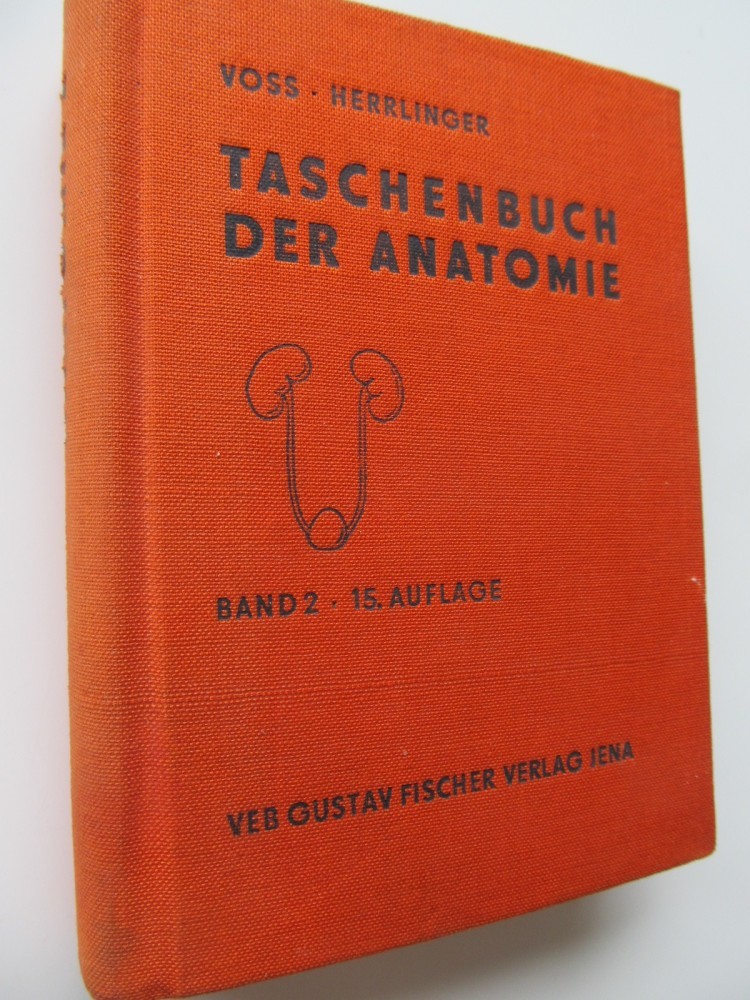 VOSS · HERRLINGER
TASCHENBUCH
DER ANATOMIE
BAND 2 · 15. AUFLAGE
VEB GUSTAV FISCHER VERLAG JENA